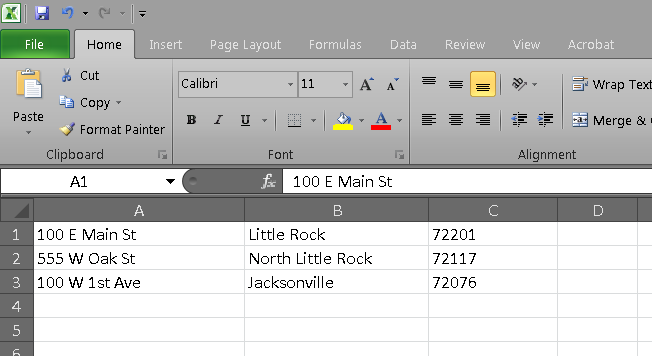 File Home Insert Page Layout Formulas Data Review View Acrobat
Cut
Copy
Format Painter
Paste
Clipboard
Calibri 11 A A
B I U A
Font
Wrap Text
Merge &
Alignment
A1 fx 100 E Main St
A B C D
1 100 E Main St Little Rock 72201
2 555 W Oak St North Little Rock 72117
3 100 W 1st Ave Jacksonville 72076
4
5
6